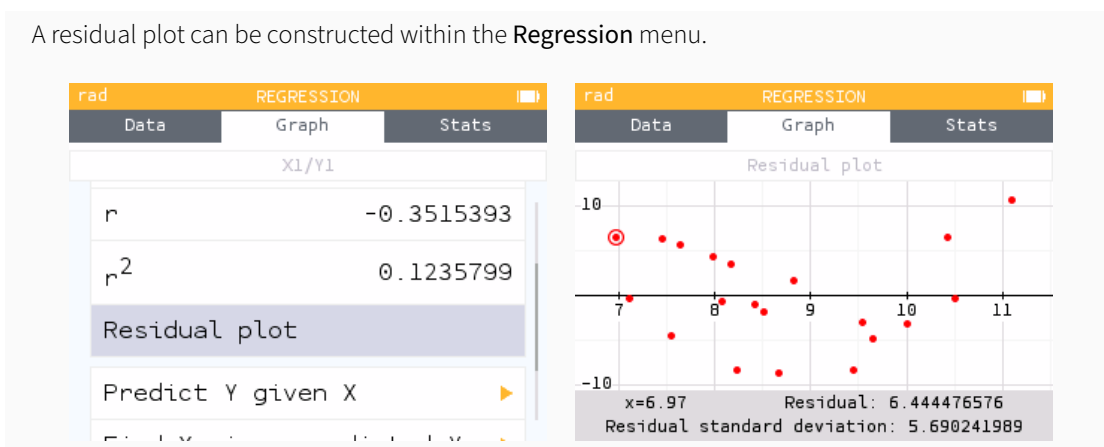 A residual plot can be constructed within the Regression menu.
rad REGRESSION
Data Graph Stats
X1/Y1
r -0.3515393
r² 0.1235799
Residual plot
Predict Y given X
rad REGRESSION
Data Graph Stats
Residual plot
10
7 8 9 10 11
-10
x=6.97 Residual: 6.444476576
Residual standard deviation: 5.690241989